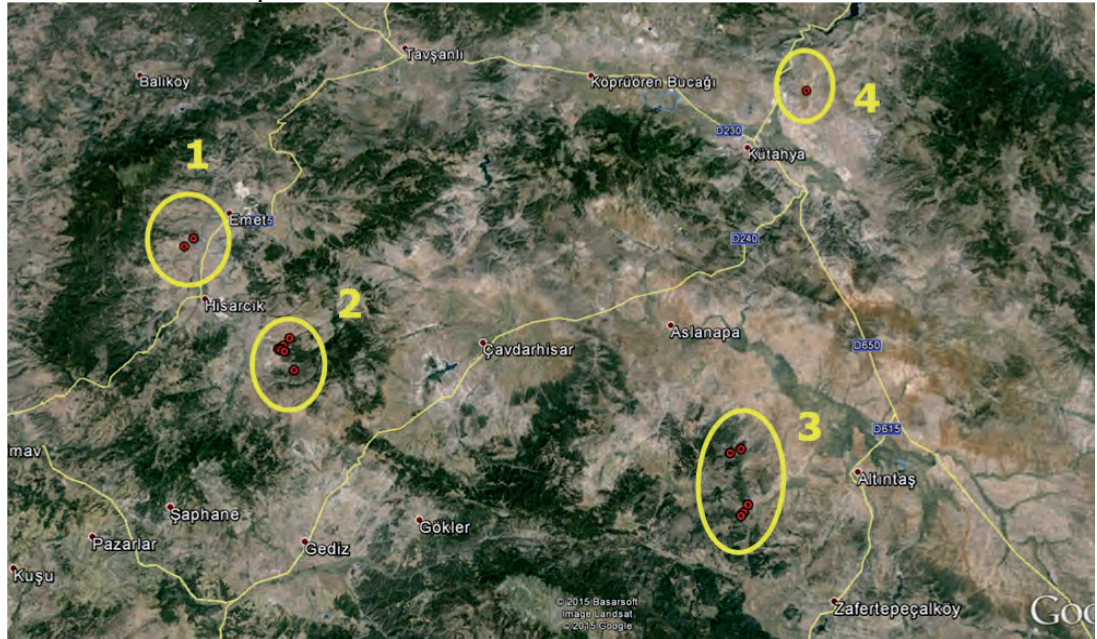 Tavşanlı
Balıköy
Köprüören Bucağı
4
D230
Kütahya
1
Emet
D240
2
Hisarcık
Aslanapa
Çavdarhisar
D650
3
D615
mav
Altıntaş
Şaphane
Gökler
Pazarlar
Gediz
Kuşu
© 2015 Basarsoft
Image Landsat
© 2015 Google
Zafertepeçalköy
Goo